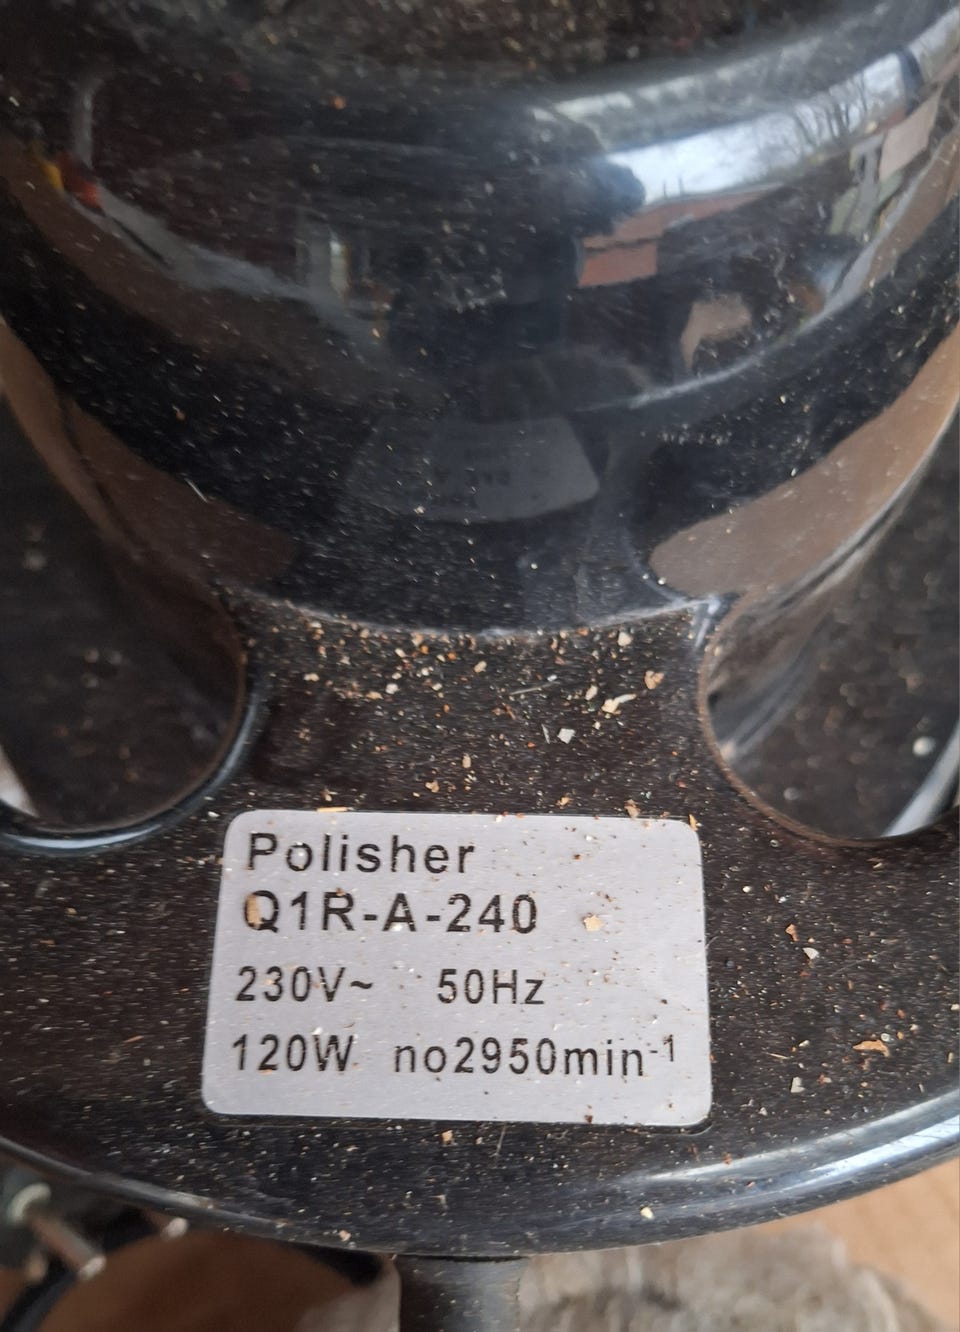 Polisher
Q1R-A-240
230V~ 50Hz
120W no2950min-1